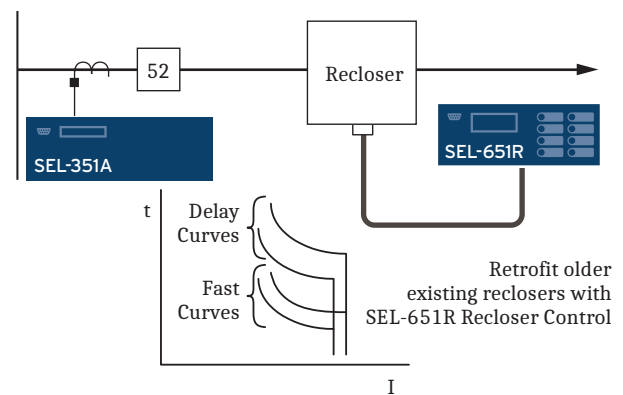 52
Recloser
SEL-351A
SEL-651R
t
Delay
Curves
Fast
Curves
Retrofit older
existing reclosers with
SEL-651R Recloser Control
I